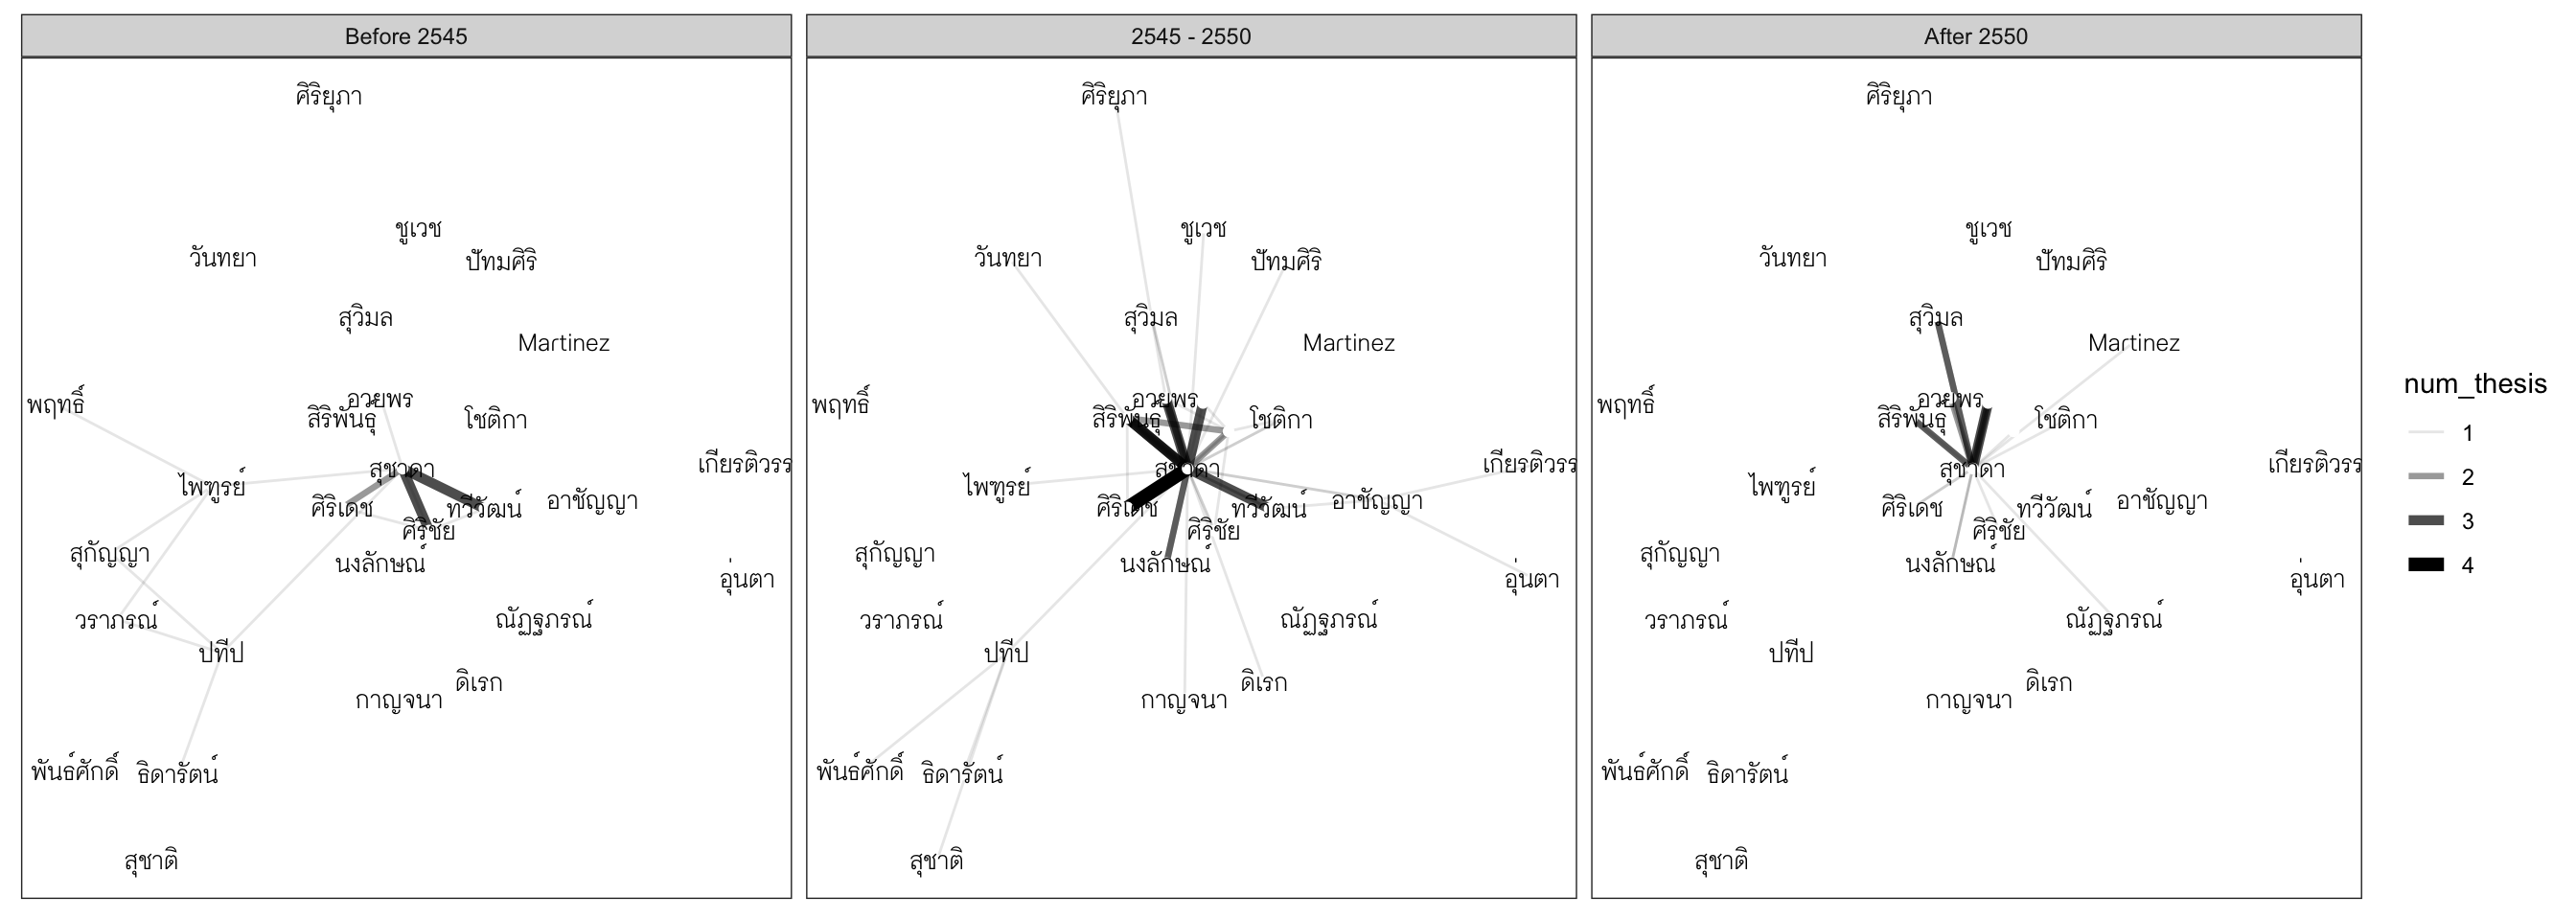 Before 2545
ศิริยุภา
ชูเวช
วันทยา
ปัทมศิริ
สุวิมล
Martinez
พฤทธิ์
อวยพร
สิริพันธุ์
โชติกา
สุชาดา
เกียรติวรร
ไพฑูรย์
ศิริเดช
ทวีวัฒน์
อาชัญญา
ศิริชัย
สุกัญญา
นงลักษณ์
อุ่นตา
วราภรณ์
ณัฏฐภรณ์
ปทีป
ดิเรก
กาญจนา
พันธ์ศักดิ์ ธิดารัตน์
สุชาติ
2545 - 2550
ศิริยุภา
ชูเวช
วันทยา
ปัทมศิริ
สุวิมล
Martinez
พฤทธิ์
อวยพร
สิริพันธุ์
โชติกา
สุชาดา
เกียรติวรร
ไพฑูรย์
ศิริเดช
ทวีวัฒน์
อาชัญญา
ศิริชัย
สุกัญญา
นงลักษณ์
อุ่นตา
วราภรณ์
ณัฏฐภรณ์
ปทีป
ดิเรก
กาญจนา
พันธ์ศักดิ์ ธิดารัตน์
สุชาติ
After 2550
ศิริยุภา
ชูเวช
วันทยา
ปัทมศิริ
สุวิมล
Martinez
พฤทธิ์
อวยพร
สิริพันธุ์
โชติกา
สุชาดา
เกียรติวรร
ไพฑูรย์
ศิริเดช
ทวีวัฒน์
อาชัญญา
ศิริชัย
สุกัญญา
นงลักษณ์
อุ่นตา
วราภรณ์
ณัฏฐภรณ์
ปทีป
ดิเรก
กาญจนา
พันธ์ศักดิ์ ธิดารัตน์
สุชาติ
num_thesis
1
2
3
4